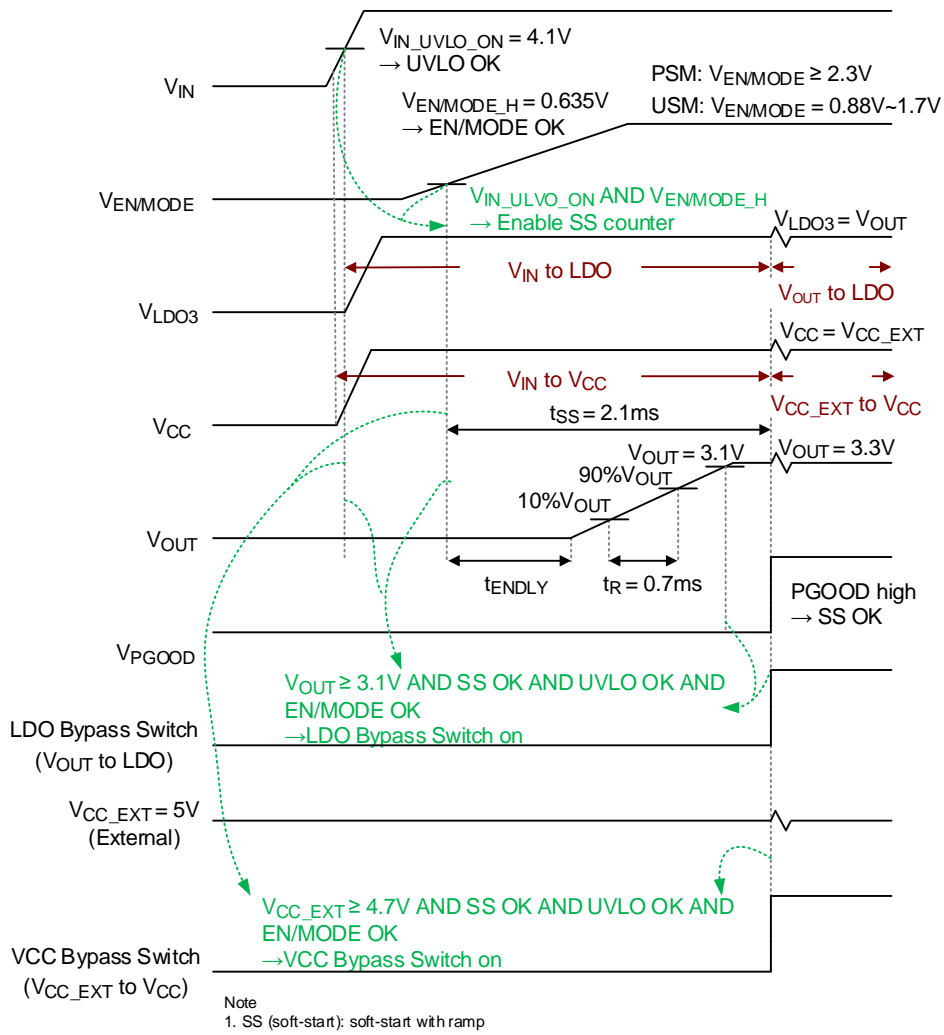 VIN_UVLO_ON = 4.1V
→ UVLO OK
VIN
PSM: VEN/MODE ≥ 2.3V
USM: VEN/MODE = 0.88V~1.7V
VEN/MODE_H = 0.635V
→ EN/MODE OK
VEN/MODE
VIN_ULVO_ON AND VEN/MODE_H
→ Enable SS counter
VLDO3 = VOUT
VIN to LDO
VOUT to LDO
VLDO3
VCC = VCC_EXT
VIN to VCC
VCC_EXT to VCC
VCC
tSS = 2.1ms
VOUT = 3.1V
VOUT = 3.3V
90%VOUT
10%VOUT
VOUT
tENDLY
tR = 0.7ms
PGOOD high
→ SS OK
VPGOOD
VOUT ≥ 3.1V AND SS OK AND UVLO OK AND
EN/MODE OK
→LDO Bypass Switch on
LDO Bypass Switch
(VOUT to LDO)
VCC_EXT = 5V
(External)
VCC_EXT ≥ 4.7V AND SS OK AND UVLO OK AND
EN/MODE OK
→VCC Bypass Switch on
VCC Bypass Switch
(VCC_EXT to VCC)
Note
1. SS (soft-start): soft-start with ramp